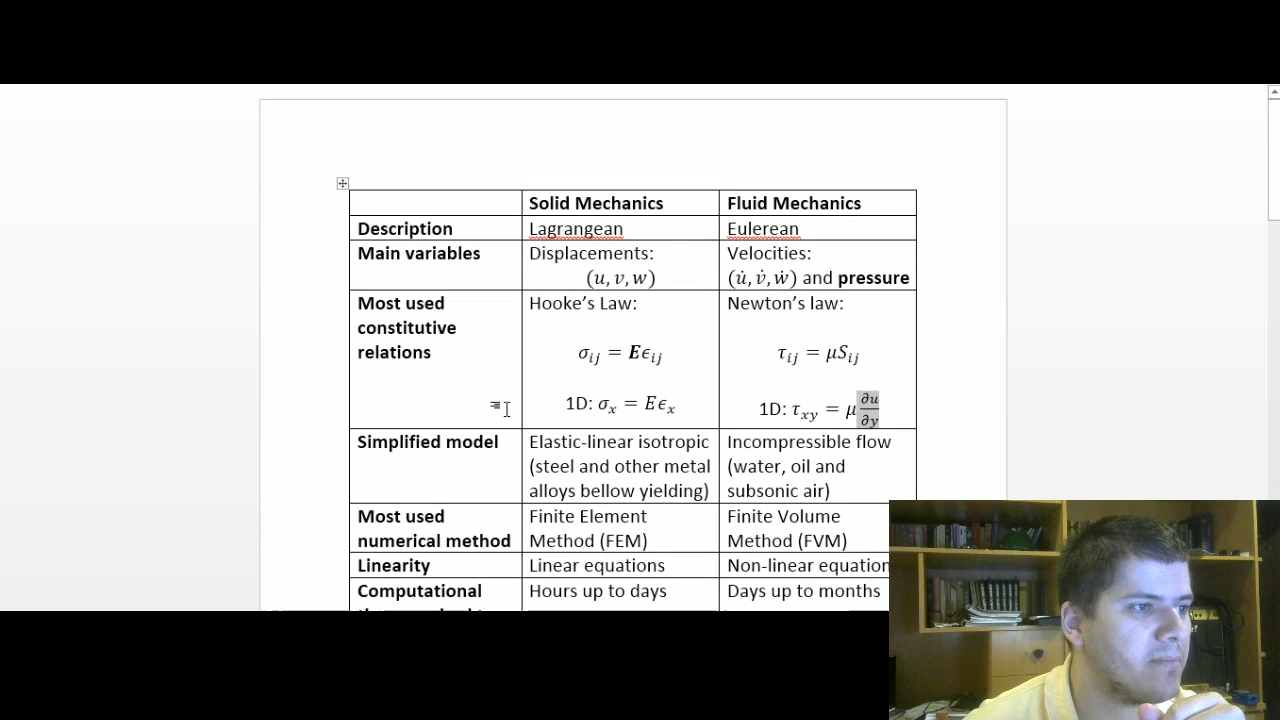 Solid Mechanics Fluid Mechanics
Description Lagrangean Eulerean
Main variables Displacements: Velocities:
(u, v, w) (u̇, v̇, ẇ) and pressure
Most used Hooke's Law: Newton's law:
constitutive
relations σᵢⱼ = Eϵᵢⱼ τᵢⱼ = μSᵢⱼ
1D: σₓ = Eϵₓ 1D: τ_xy = μ ∂u/∂y
Simplified model Elastic-linear isotropic Incompressible flow
(steel and other metal (water, oil and
alloys bellow yielding) subsonic air)
Most used Finite Element Finite Volume
numerical method Method (FEM) Method (FVM)
Linearity Linear equations Non-linear equation
Computational Hours up to days Days up to months